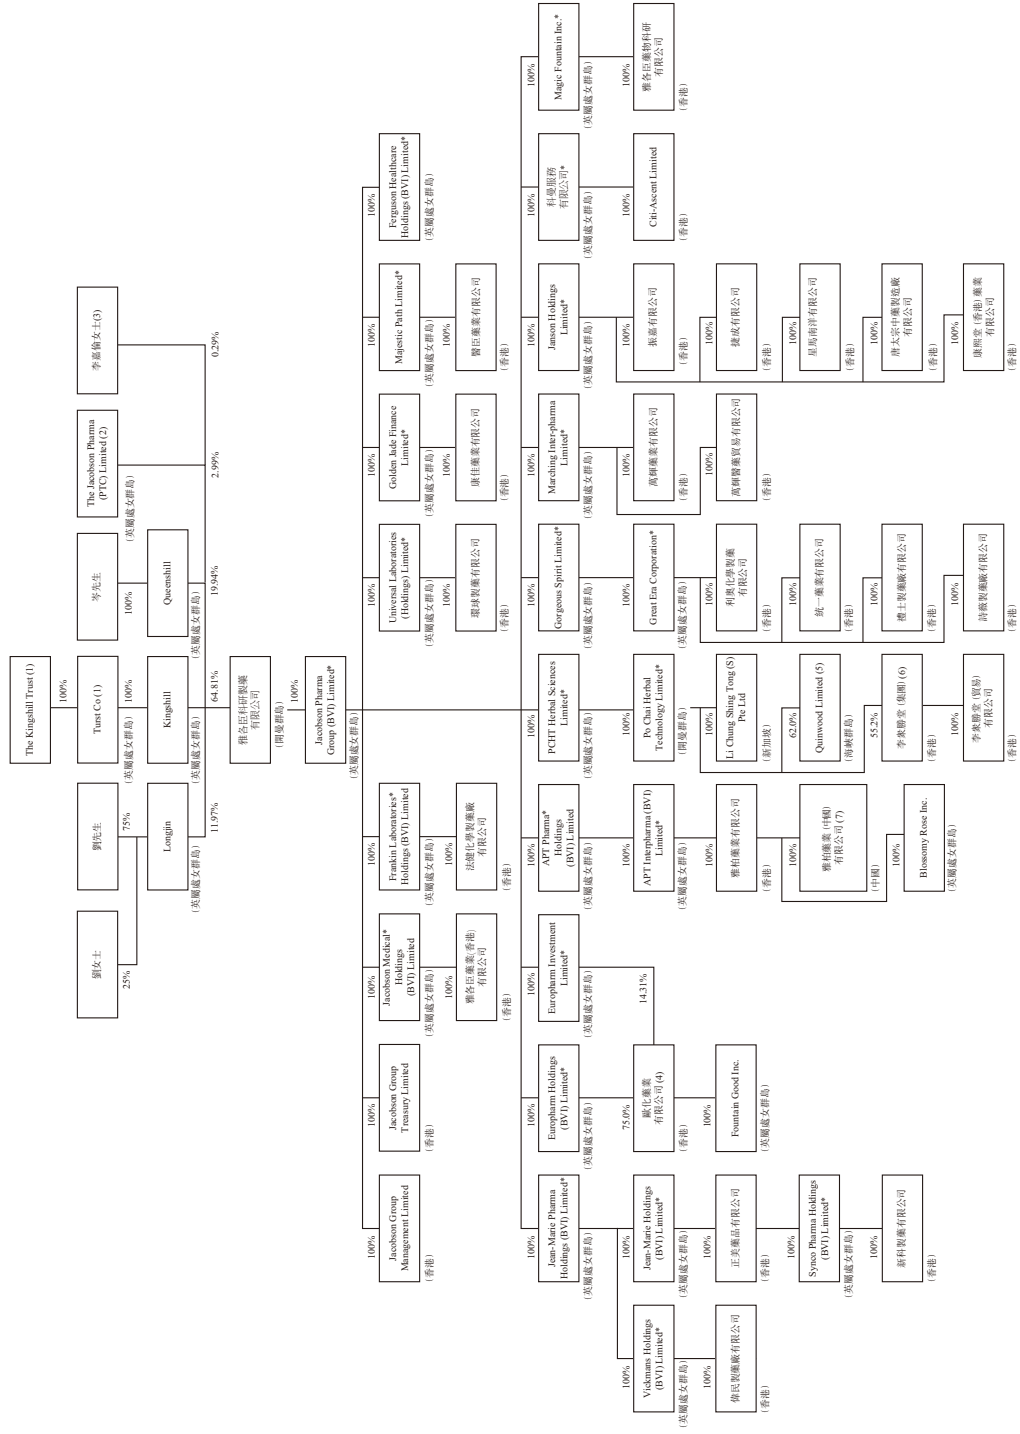 The Kingshill Trust (1)
100%
劉女士
劉先生
Turst Co (1)
岑先生
The Jacobson Pharma
(PTC) Limited (2)
李嘉倫女士(3)
25%
75%
(英屬處女群島)
100%
100%
(英屬處女群島)
Longjin
Kingshill
Queenshill
(英屬處女群島)
(英屬處女群島)
(英屬處女群島)
11.97%
64.81%
19.94%
2.99%
0.29%
雅各臣科研製藥
有限公司
(開曼群島)
100%
Jacobson Pharma
Group (BVI) Limited*
(英屬處女群島)
100%
100%
100%
100%
100%
100%
100%
100%
Jacobson Group
Management Limited
(香港)
Jacobson Group
Treasury Limited
(香港)
Jacobson Medical*
Holdings
(BVI) Limited
(英屬處女群島)
Frankin Laboratories*
Holdings (BVI) Limited
(英屬處女群島)
Universal Laboratories
(Holdings) Limited*
(英屬處女群島)
Golden Jade Finance
Limited*
(英屬處女群島)
Majestic Path Limited*
(英屬處女群島)
Ferguson Healthcare
Holdings (BVI) Limited*
(英屬處女群島)
100%
100%
100%
100%
100%
雅各臣藥業(香港)
有限公司
(香港)
法健化學製藥廠
有限公司
(香港)
環球製藥有限公司
(香港)
康佳藥業有限公司
(香港)
醫臣藥業有限公司
(香港)
100%
100%
100%
100%
100%
100%
100%
100%
100%
100%
Jean-Marie Pharma
Holdings (BVI) Limited*
(英屬處女群島)
Europharm Holdings
(BVI) Limited*
(英屬處女群島)
Europharm Investment
Limited*
(英屬處女群島)
APT Pharma*
Holdings
(BVI) Limited
(英屬處女群島)
PCHT Herbal Sciences
Limited*
(英屬處女群島)
Gorgeous Spirit Limited*
(英屬處女群島)
Marching Inter-pharma
Limited*
(英屬處女群島)
Janson Holdings
Limited*
(英屬處女群島)
科曼服務
有限公司*
(英屬處女群島)
Magic Fountain Inc.*
(英屬處女群島)
100%
Vickmans Holdings
(BVI) Limited*
(英屬處女群島)
100%
偉民製藥廠有限公司
(香港)
100%
Jean-Marie Holdings
(BVI) Limited*
(英屬處女群島)
100%
正美藥品有限公司
(香港)
100%
Synco Pharma Holdings
(BVI) Limited*
(英屬處女群島)
100%
新科製藥有限公司
(香港)
75.0%
14.31%
歐化藥業
有限公司(4)
(香港)
100%
Fountain Good Inc.
(英屬處女群島)
100%
APT Interpharma (BVI)
Limited*
(英屬處女群島)
100%
雅柏藥業有限公司
(香港)
100%
雅柏藥業 (中國)
有限公司(7)
(中國)
100%
Blossomy Rose Inc.
(英屬處女群島)
100%
Po Chai Herbal
Technology Limited*
(開曼群島)
100%
Li Chung Shing Tong (S)
Pte Ltd
(新加坡)
62.0%
Quinwood Limited (5)
(海峽群島)
55.2%
李衆勝堂 (集團) (6)
(香港)
100%
李衆勝堂 (貿易)
有限公司
(香港)
100%
Great Era Corporation*
(英屬處女群島)
100%
利奧化學製藥
有限公司
(香港)
100%
統一藥業有限公司
(香港)
100%
禮士製藥廠有限公司
(香港)
100%
詩薇製藥廠有限公司
(香港)
100%
萬輝藥業有限公司
(香港)
100%
萬輝醫藥貿易有限公司
(香港)
100%
振嘉有限公司
(香港)
100%
捷成有限公司
(香港)
100%
星馬南洋有限公司
(香港)
100%
唐太宗中藥製造廠
有限公司
(香港)
100%
康熙堂 (香港) 藥業
有限公司
(香港)
100%
Citi-Ascent Limited
(香港)
100%
雅各臣藥物科研
有限公司
(香港)